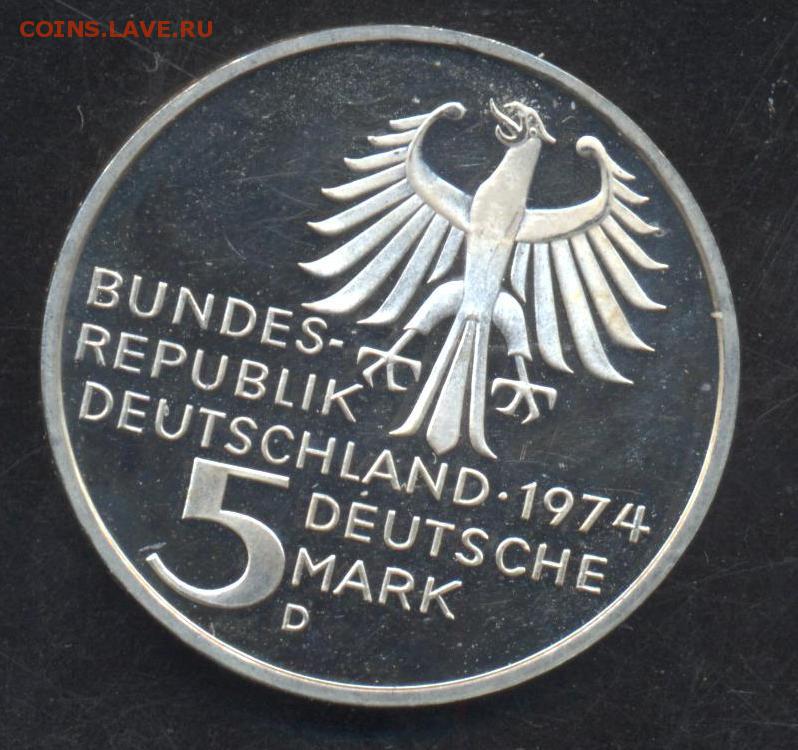 COINS.LAVE.RU
BUNDES-
REPUBLIK
DEUTSCHLAND · 1974
5 DEUTSCHE
MARK
D